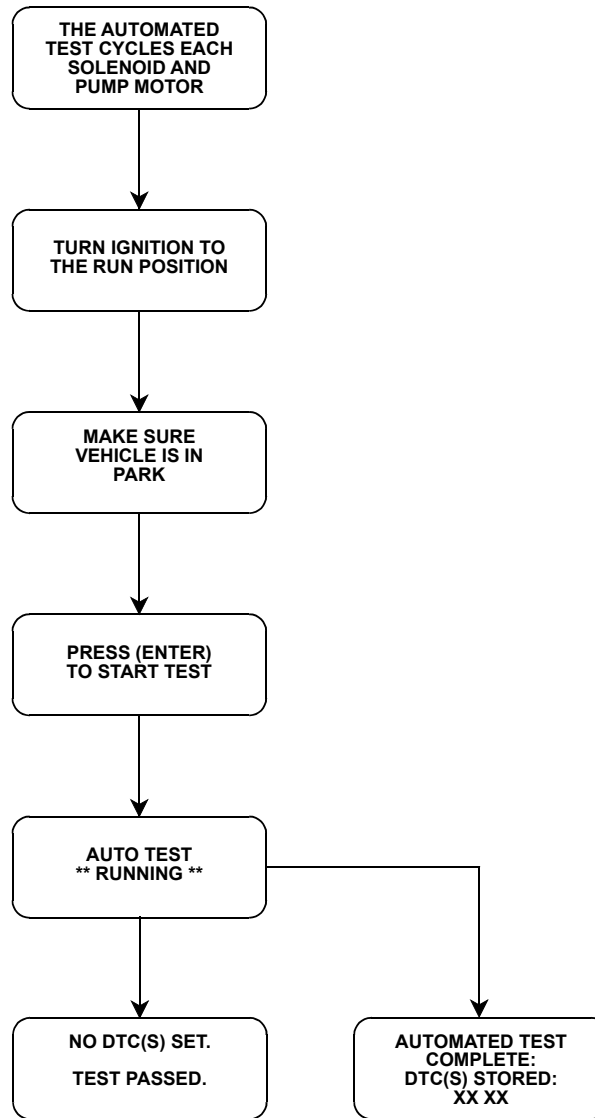 THE AUTOMATED
TEST CYCLES EACH
SOLENOID AND
PUMP MOTOR
TURN IGNITION TO
THE RUN POSITION
MAKE SURE
VEHICLE IS IN
PARK
PRESS (ENTER)
TO START TEST
AUTO TEST
** RUNNING **
NO DTC(S) SET.
TEST PASSED.
AUTOMATED TEST
COMPLETE:
DTC(S) STORED:
XX XX